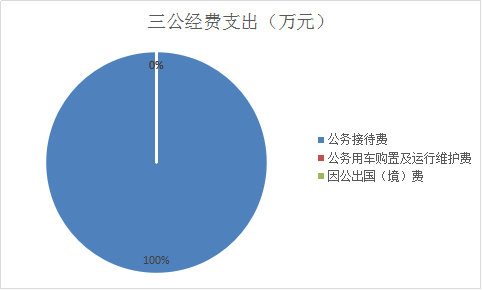 三公经费支出（万元）
0%
100%
公务接待费
公务用车购置及运行维护费
因公出国（境）费